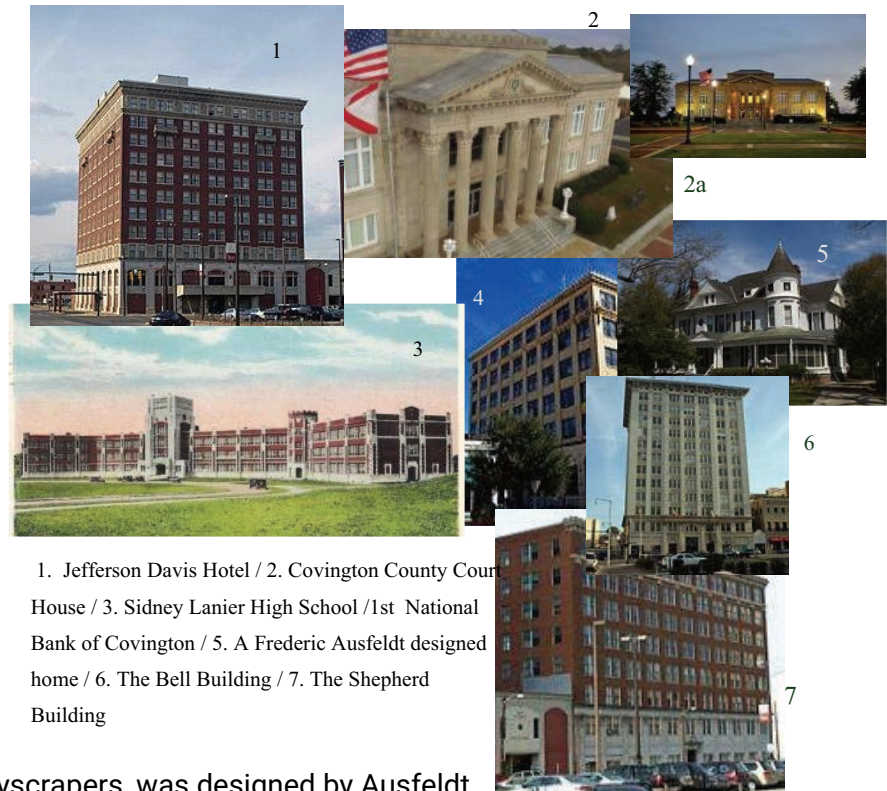 1
2
2a
3
4
5
6
7
1. Jefferson Davis Hotel / 2. Covington County Court
House / 3. Sidney Lanier High School /1st National
Bank of Covington / 5. A Frederic Ausfeldt designed
home / 6. The Bell Building / 7. The Shepherd
Building
yscrapers, was designed by Ausfeldt